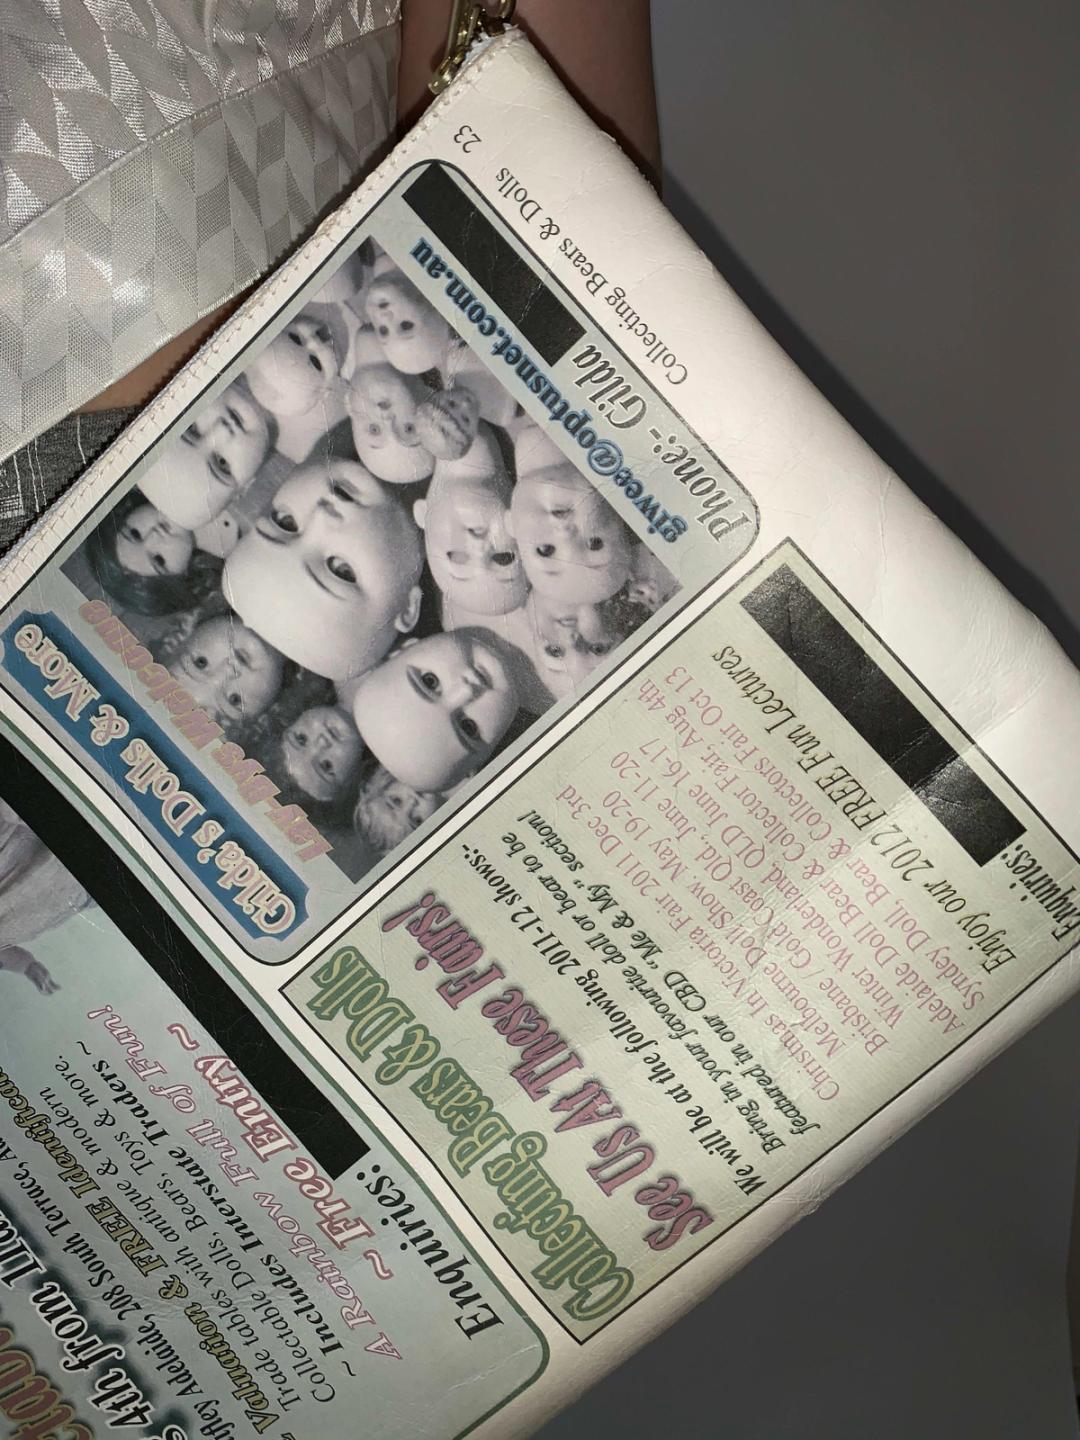 Collecting Bears & Dolls
See Us At These Fairs!
We will be at the following 2011-12 shows:-
Bring in your favourite doll or bear to be
featured in our CBD "Me & My" section!
Christmas In Victoria Fair 2011 Dec 3rd
Melbourne Doll Show. May 19-20
Brisbane / Gold Coast Qld, June 11-20
Winter Wonderland, QLD June 16-17
Adelaide Doll Bear & Collector Fair, Aug 4th
Syndey Doll, Bear & Collectors Fair Oct 13
Enjoy our 2012 FREE Fun Lectures
Enquiries:
Gilda's Dolls & More
Lay-Bys Welcome
giwee@optusnet.com.au
Phone:- Gilda
Collecting Bears & Dolls
23
4th from 10am
Adelaide, 208 South Terrace,
Valuation & FREE
Trade tables with antique & modern
Collectable Dolls, Bears, Toys & more.
~ Includes Interstate Traders ~
A Rainbow Full of Fun!
~ Free Entry ~
Enquiries: